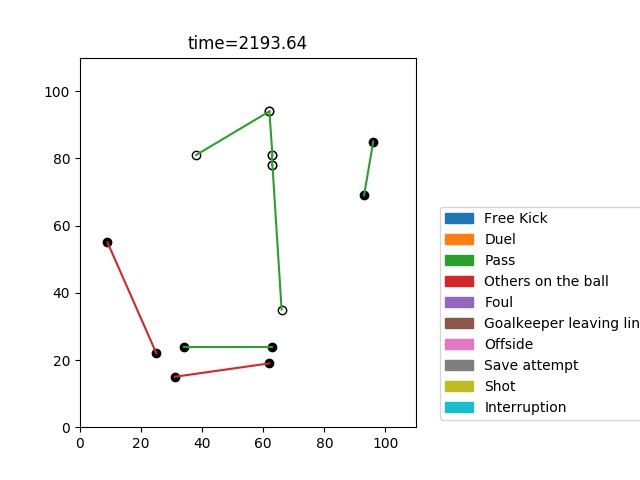 time=2193.64
100
80
60
40
20
0
0 20 40 60 80 100
Free Kick
Duel
Pass
Others on the ball
Foul
Goalkeeper leaving lin
Offside
Save attempt
Shot
Interruption